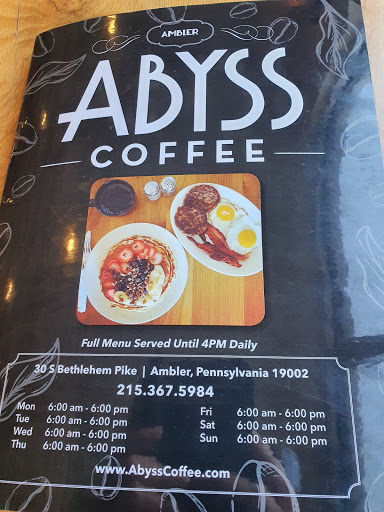 AMBLER
ABYSS
COFFEE
Full Menu Served Until 4PM Daily
30 S Bethlehem Pike | Ambler, Pennsylvania 19002
215.367.5984
Mon 6:00 am - 6:00 pm Fri 6:00 am - 6:00 pm
Tue 6:00 am - 6:00 pm Sat 6:00 am - 6:00 pm
Wed 6:00 am - 6:00 pm Sun 6:00 am - 6:00 pm
Thu 6:00 am - 6:00 pm
www.AbyssCoffee.com